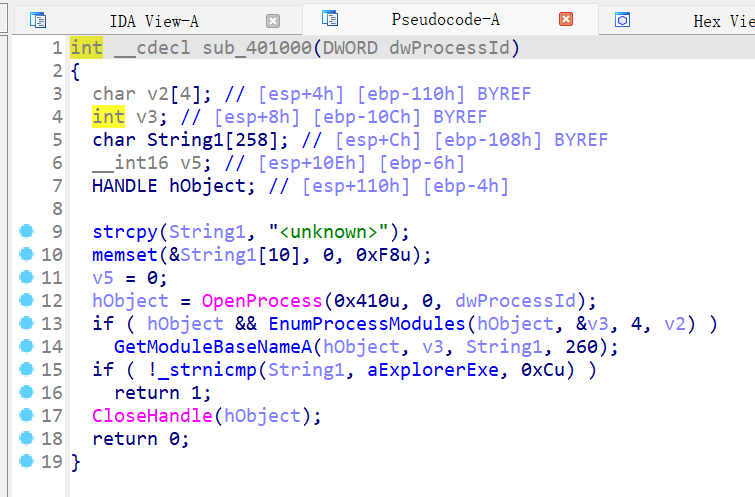 IDA View-A Pseudocode-A Hex Vie
1 int __cdecl sub_401000(DWORD dwProcessId)
2 {
3 char v2[4]; // [esp+4h] [ebp-110h] BYREF
4 int v3; // [esp+8h] [ebp-10Ch] BYREF
5 char String1[258]; // [esp+Ch] [ebp-108h] BYREF
6 __int16 v5; // [esp+10Eh] [ebp-6h]
7 HANDLE hObject; // [esp+110h] [ebp-4h]
8
9 strcpy(String1, "<unknown>");
10 memset(&String1[10], 0, 0xF8u);
11 v5 = 0;
12 hObject = OpenProcess(0x410u, 0, dwProcessId);
13 if ( hObject && EnumProcessModules(hObject, &v3, 4, v2) )
14 GetModuleBaseNameA(hObject, v3, String1, 260);
15 if ( !_strnicmp(String1, aExplorerExe, 0xCu) )
16 return 1;
17 CloseHandle(hObject);
18 return 0;
19 }